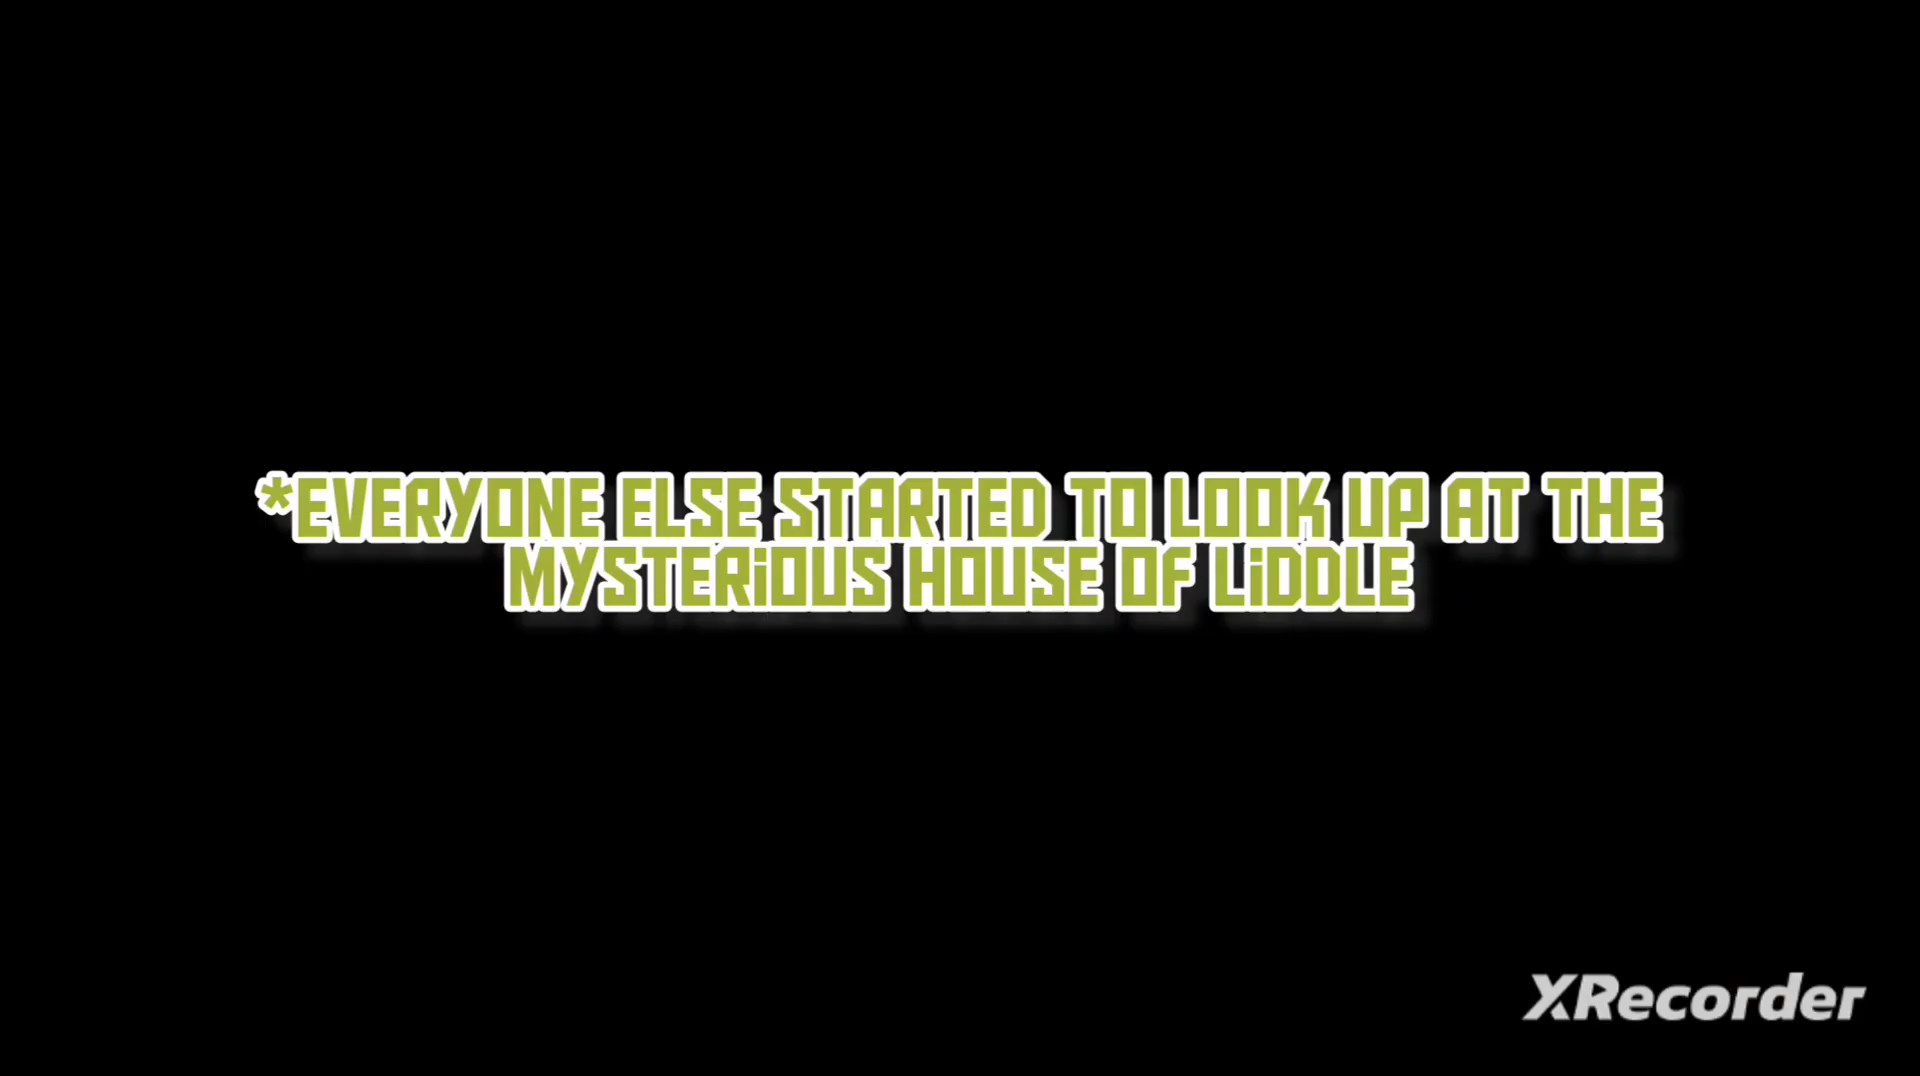 *EVERYONE ELSE STARTED TO LOOK UP AT THE
MYSTERiOUS HOUSE OF LiDDLE
XRecorder